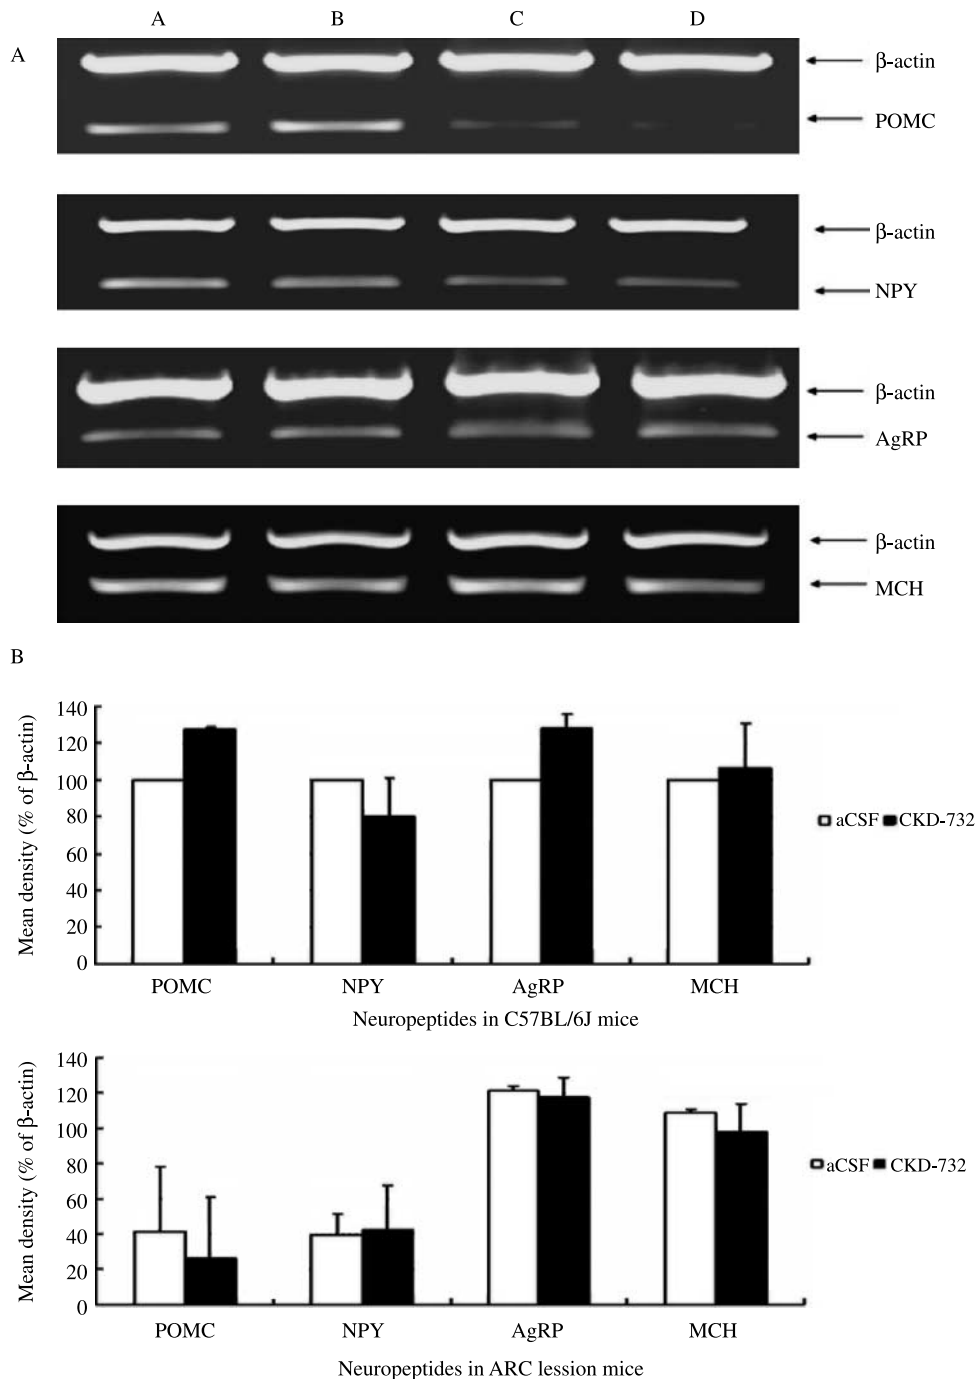 A B C D
A
β-actin
POMC
β-actin
NPY
β-actin
AgRP
β-actin
MCH
B
Mean density (% of β-actin)
140
120
100
80
60
40
20
0
POMC NPY AgRP MCH
Neuropeptides in C57BL/6J mice
aCSF CKD-732
Mean density (% of β-actin)
140
120
100
80
60
40
20
0
POMC NPY AgRP MCH
Neuropeptides in ARC lession mice
aCSF CKD-732